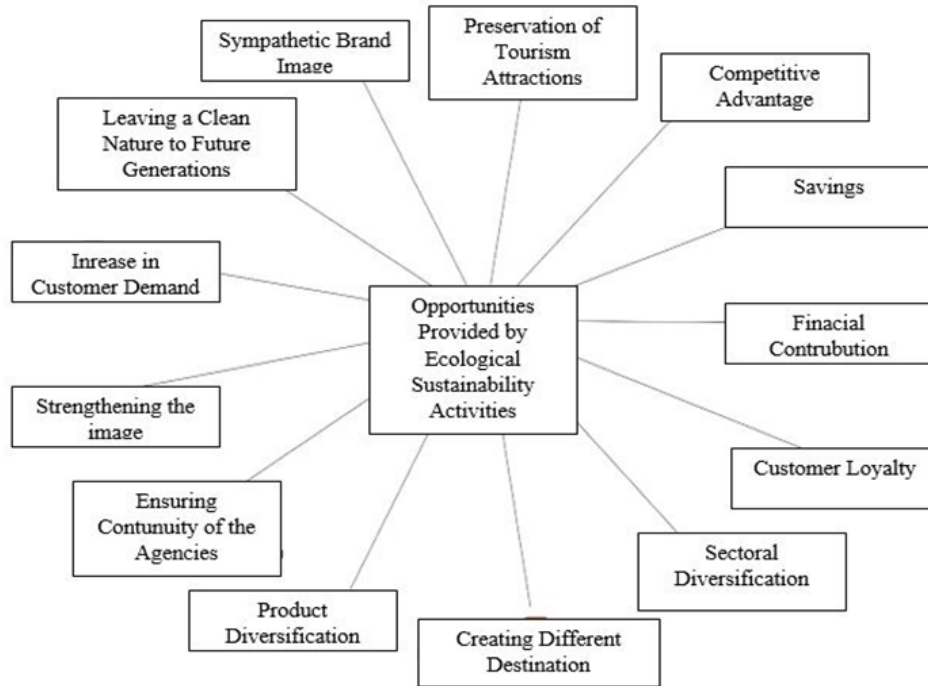 Sympathetic Brand
Image
Preservation of
Tourism
Attractions
Competitive
Advantage
Leaving a Clean
Nature to Future
Generations
Savings
Inrease in
Customer Demand
Opportunities
Provided by
Ecological
Sustainability
Activities
Finacial
Contrubution
Strengthening the
image
Customer Loyalty
Ensuring
Contunuity of the
Agencies
Sectoral
Diversification
Product
Diversification
Creating Different
Destination